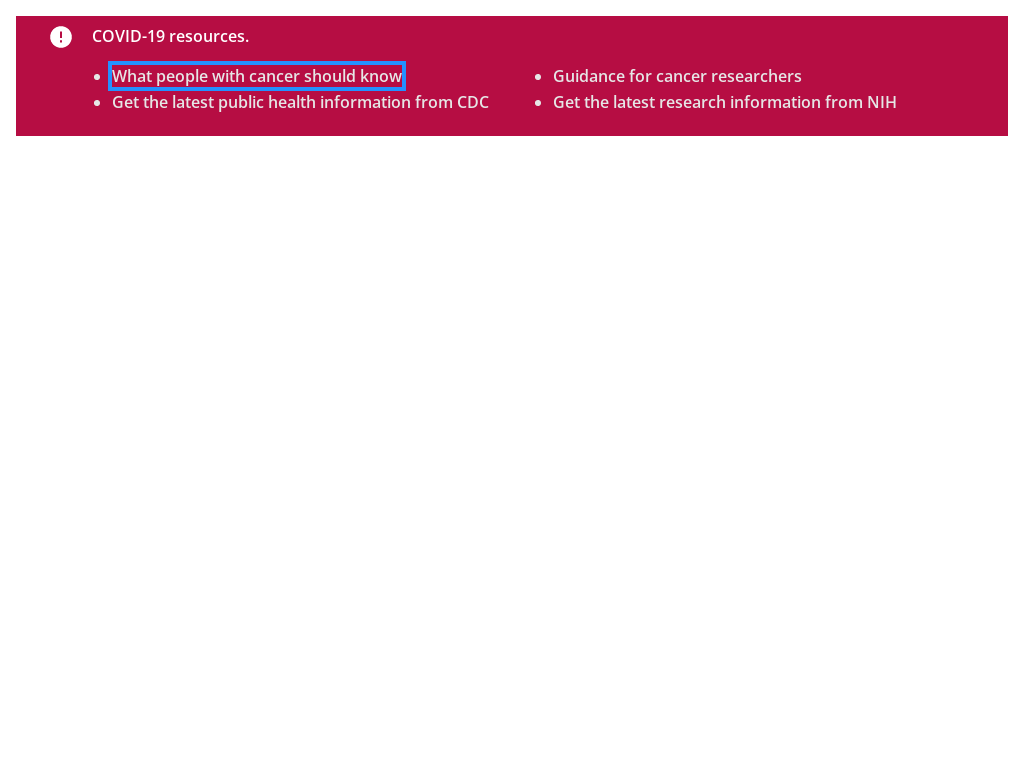 COVID-19 resources.
What people with cancer should know
Get the latest public health information from CDC
Guidance for cancer researchers
Get the latest research information from NIH